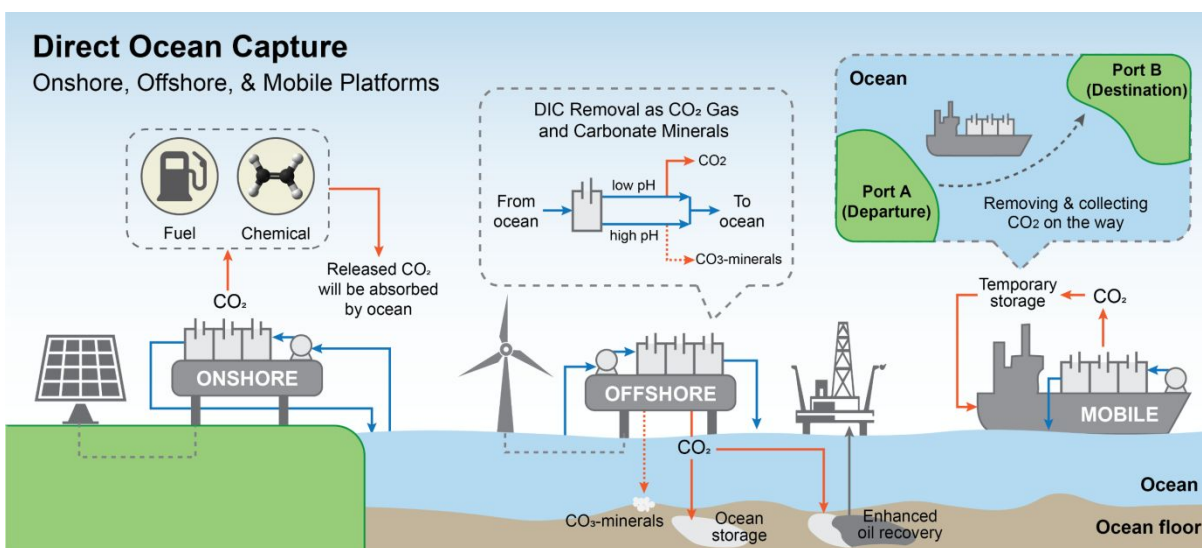 Direct Ocean Capture
Onshore, Offshore, & Mobile Platforms
Fuel
Chemical
CO₂
Released CO₂
will be absorbed
by ocean
ONSHORE
DIC Removal as CO₂ Gas
and Carbonate Minerals
CO2
low pH
From
ocean
To
ocean
high pH
CO₃-minerals
OFFSHORE
CO₂
CO₃-minerals
Ocean
storage
Enhanced
oil recovery
Ocean
Port B
(Destination)
Port A
(Departure)
Removing & collecting
CO₂ on the way
Temporary
storage
CO₂
MOBILE
Ocean
Ocean floor